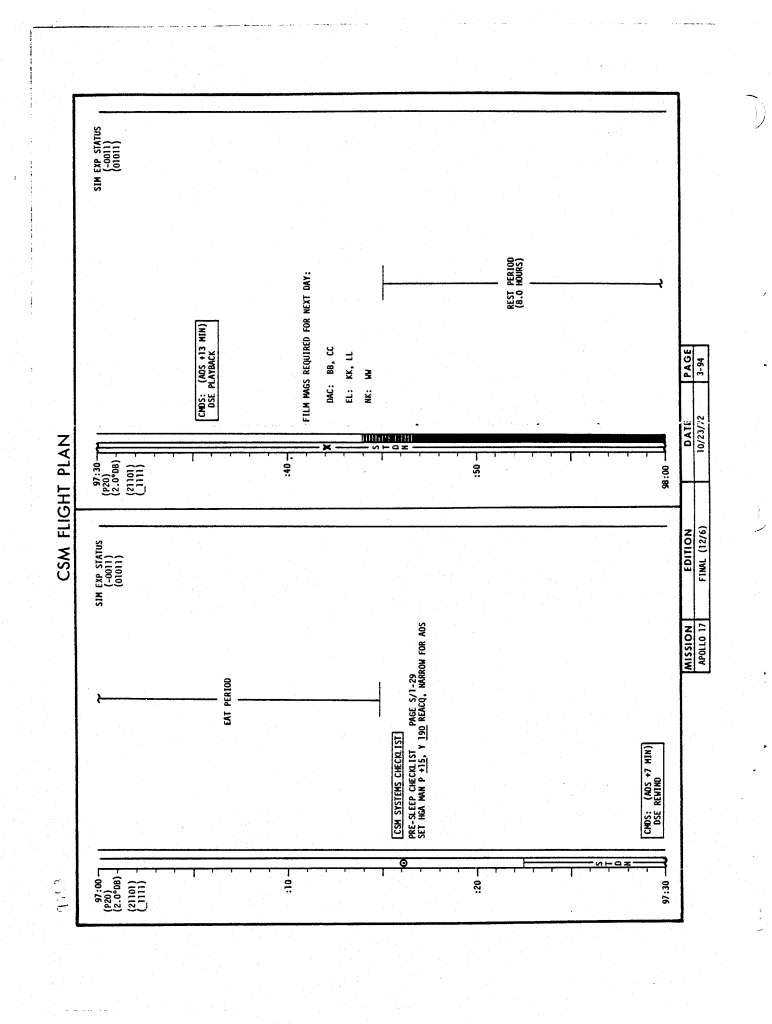 CSM FLIGHT PLAN
97:00
(P20)
(2.0°DB)
(21101)
(_1111)
SIM EXP STATUS
(-0011)
(01011)
EAT PERIOD
:10
CSM SYSTEMS CHECKLIST
PRE-SLEEP CHECKLIST PAGE S/1-29
SET HGA MAN P +15, Y 190 REACQ, NARROW FOR AOS
:20
STDN
CMDS: (AOS +7 MIN)
DSE REWIND
97:30
97:30
(P20)
(2.0°DB)
(21101)
(_1111)
SIM EXP STATUS
(-0011)
(01011)
CMDS: (AOS +13 MIN)
DSE PLAYBACK
:40
FILM MAGS REQUIRED FOR NEXT DAY:
DAC: BB, CC
EL: KK, LL
NK: WW
STDN
REST PERIOD
(8.0 HOURS)
:50
98:00
MISSION EDITION DATE PAGE
APOLLO 17 FINAL (12/6) 10/23/72 3-94